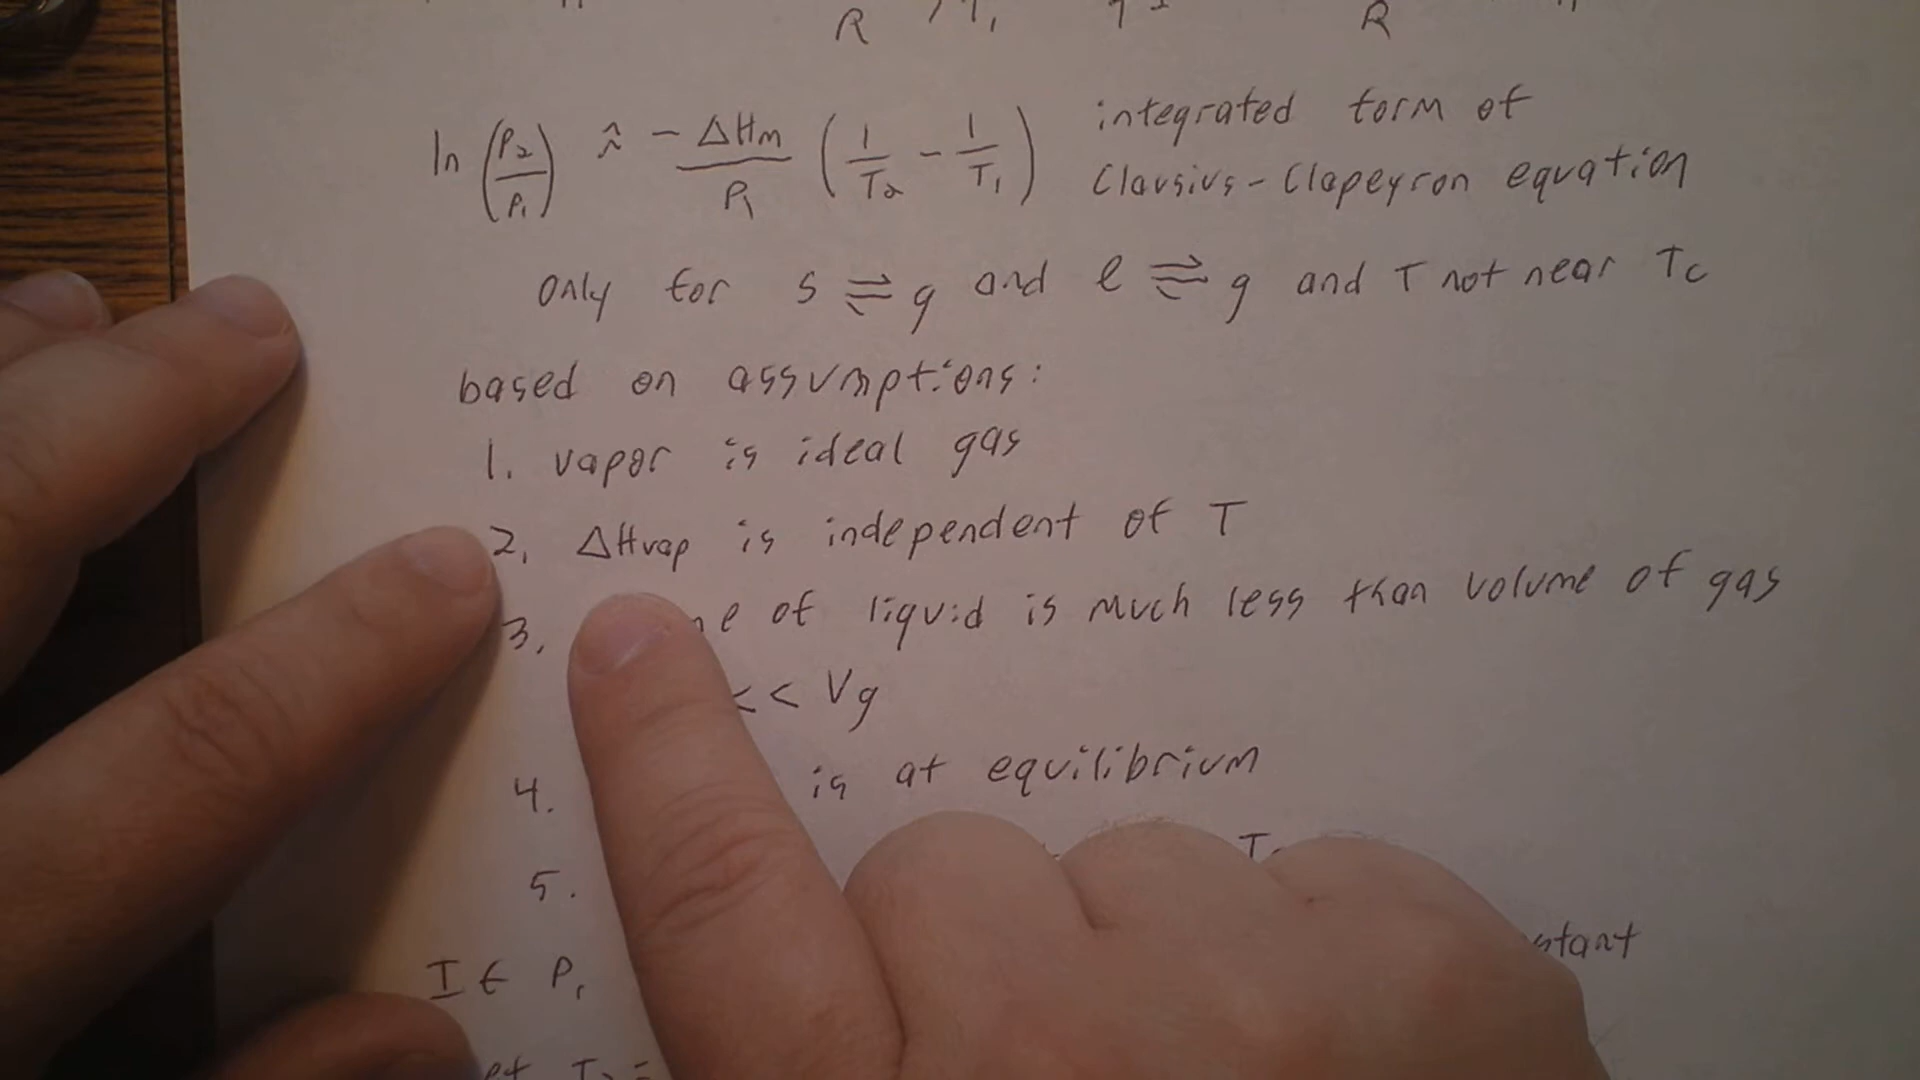 R T₁ T R
ln (P₂/P₁) ≈ -ΔHm/R (1/T₂ - 1/T₁) integrated form of
Clausius-Clapeyron equation
only for s ⇌ g and l ⇌ g and T not near Tc
based on assumptions:
1. vapor is ideal gas
2. ΔHvap is independent of T
3. of liquid is much less than volume of gas
<< Vg
4. is at equilibrium
5.
If P₁